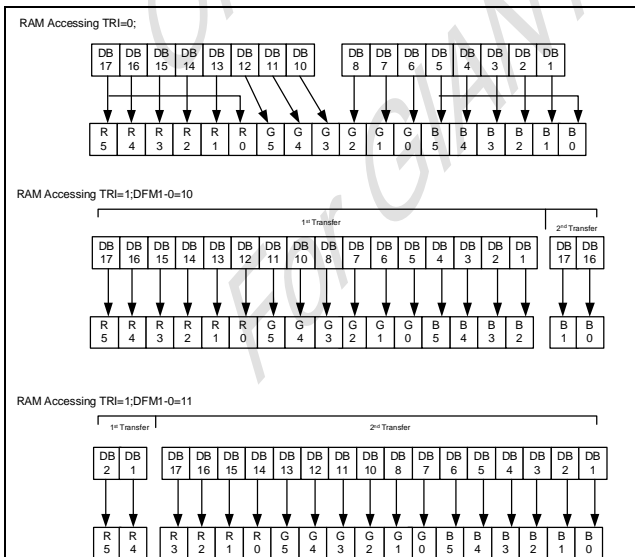 RAM Accessing TRI=0;
DB DB DB DB DB DB DB DB DB DB DB DB DB DB DB DB
17 16 15 14 13 12 11 10 8 7 6 5 4 3 2 1
R R R R R R G G G G G G B B B B B B
5 4 3 2 1 0 5 4 3 2 1 0 5 4 3 2 1 0
RAM Accessing TRI=1;DFM1-0=10
1st Transfer 2nd Transfer
DB DB DB DB DB DB DB DB DB DB DB DB DB DB DB DB DB DB
17 16 15 14 13 12 11 10 8 7 6 5 4 3 2 1 17 16
R R R R R R G G G G G G B B B B B B
5 4 3 2 1 0 5 4 3 2 1 0 5 4 3 2 1 0
RAM Accessing TRI=1;DFM1-0=11
1st Transfer 2nd Transfer
DB DB DB DB DB DB DB DB DB DB DB DB DB DB DB DB DB DB
2 1 17 16 15 14 13 12 11 10 8 7 6 5 4 3 2 1
R R R R R R G G G G G G B B B B B B
5 4 3 2 1 0 5 4 3 2 1 0 5 4 3 2 1 0
For GIANT